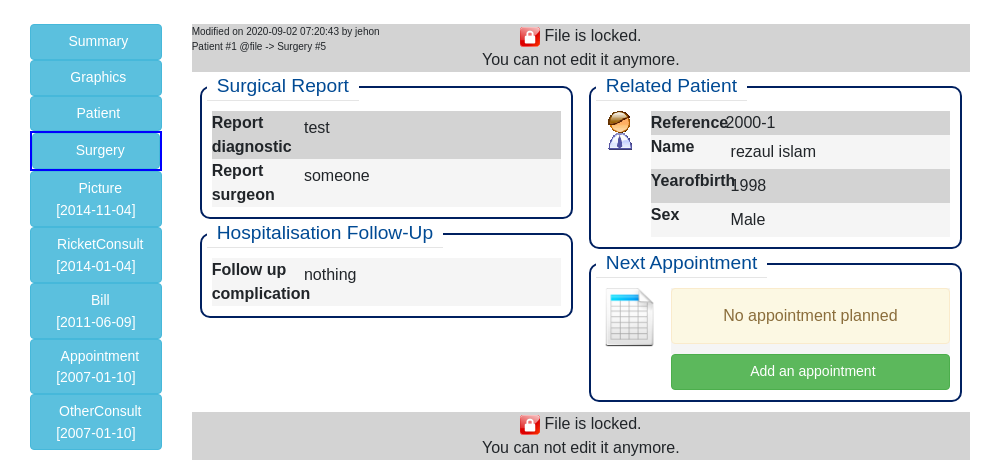 Summary
Graphics
Patient
Surgery
Picture
[2014-11-04]
RicketConsult
[2014-01-04]
Bill
[2011-06-09]
Appointment
[2007-01-10]
OtherConsult
[2007-01-10]
Modified on 2020-09-02 07:20:43 by jehon
Patient #1 @file -> Surgery #5
File is locked.
You can not edit it anymore.
Surgical Report
Report diagnostic test
Report surgeon someone
Hospitalisation Follow-Up
Follow up complication nothing
Related Patient
Reference 2000-1
Name rezaul islam
Yearofbirth 1998
Sex Male
Next Appointment
No appointment planned
Add an appointment
File is locked.
You can not edit it anymore.